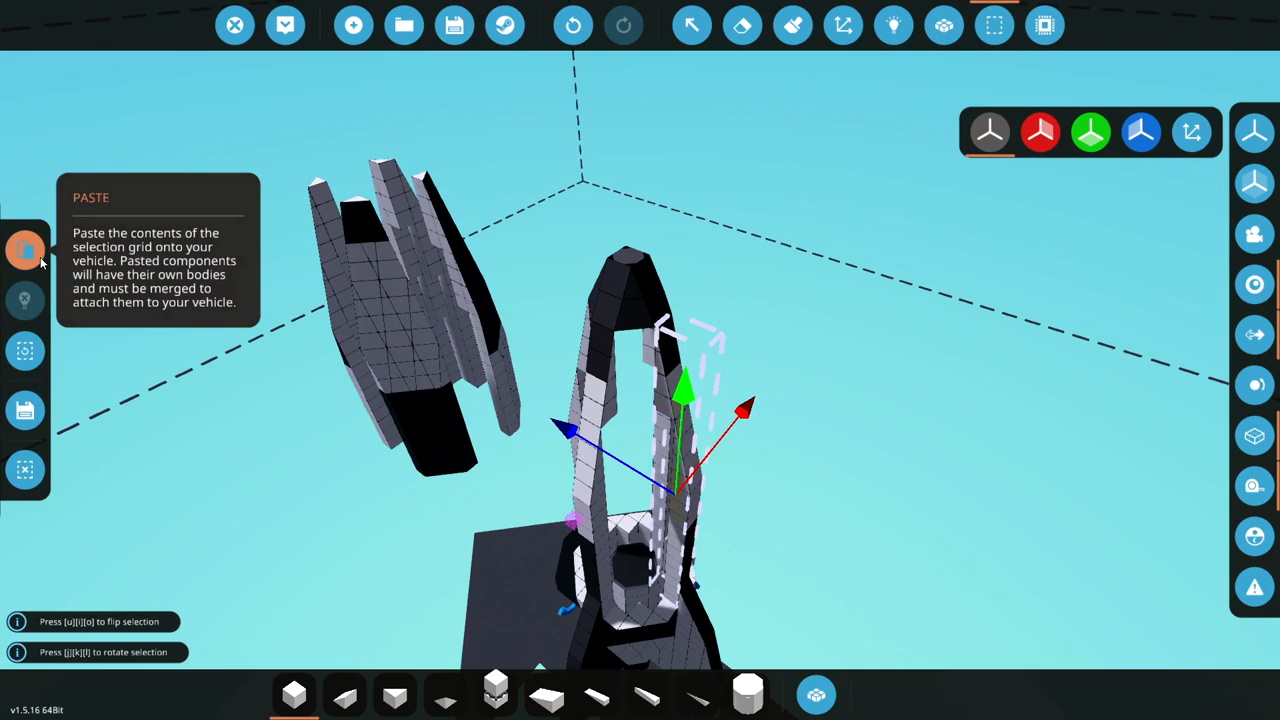 PASTE
Paste the contents of the
selection grid onto your
vehicle. Pasted components
will have their own bodies
and must be merged to
attach them to your vehicle.
Press [u][i][o] to flip selection
Press [j][k][l] to rotate selection
v1.5.16 64Bit